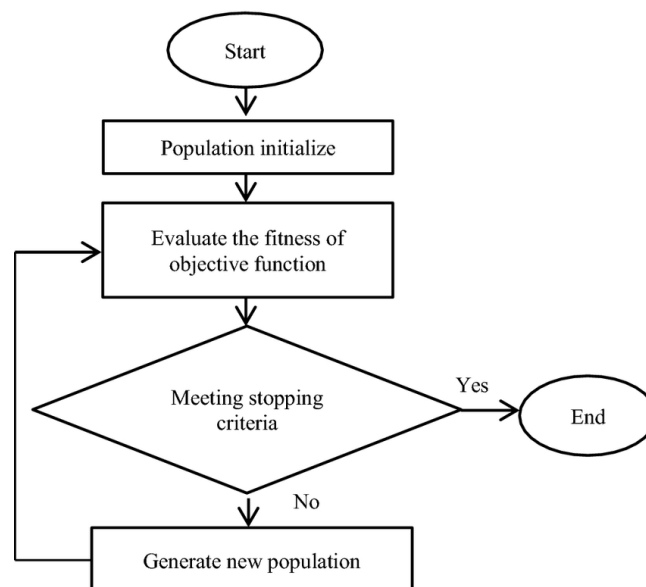 Start
Population initialize
Evaluate the fitness of
objective function
Meeting stopping
criteria
Yes
End
No
Generate new population